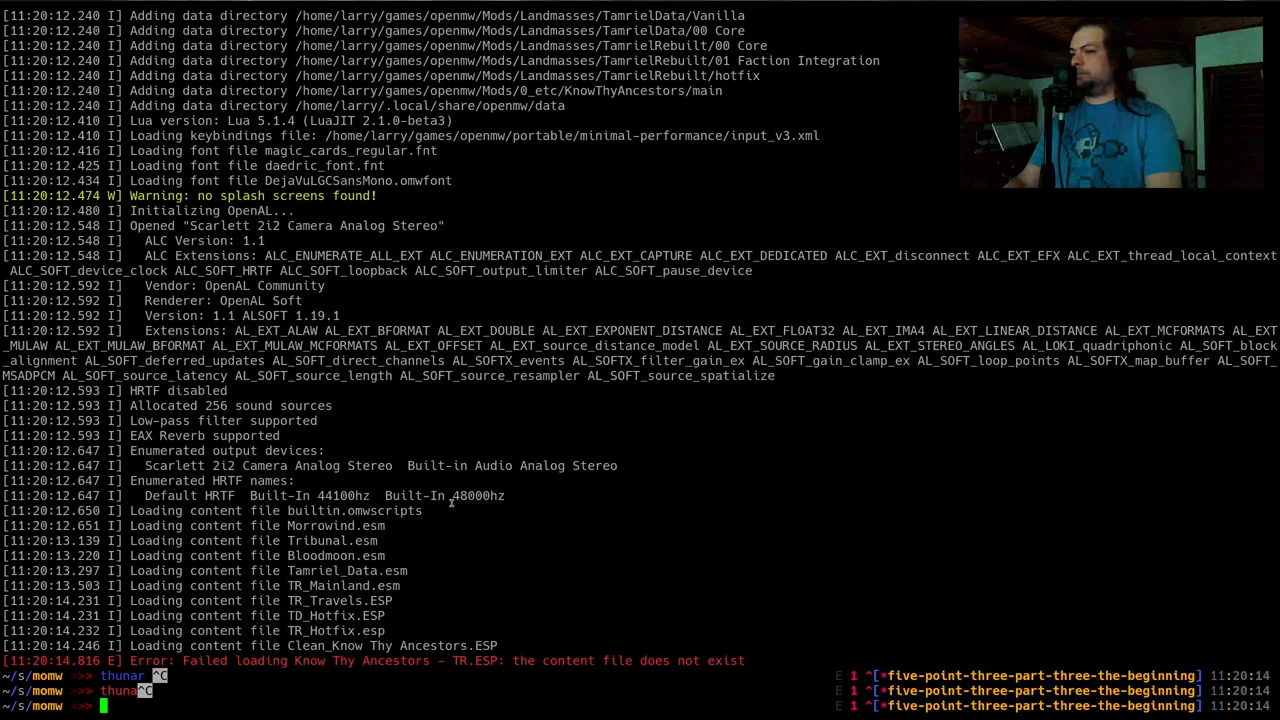 [11:20:12.240 I] Adding data directory /home/larry/games/openmw/Mods/Landmasses/TamrielData/Vanilla
[11:20:12.240 I] Adding data directory /home/larry/games/openmw/Mods/Landmasses/TamrielData/00 Core
[11:20:12.240 I] Adding data directory /home/larry/games/openmw/Mods/Landmasses/TamrielRebuilt/00 Core
[11:20:12.240 I] Adding data directory /home/larry/games/openmw/Mods/Landmasses/TamrielRebuilt/01 Faction Integration
[11:20:12.240 I] Adding data directory /home/larry/games/openmw/Mods/Landmasses/TamrielRebuilt/hotfix
[11:20:12.240 I] Adding data directory /home/larry/games/openmw/Mods/0_etc/KnowThyAncestors/main
[11:20:12.240 I] Adding data directory /home/larry/.local/share/openmw/data
[11:20:12.410 I] Lua version: Lua 5.1.4 (LuaJIT 2.1.0-beta3)
[11:20:12.410 I] Loading keybindings file: /home/larry/games/openmw/portable/minimal-performance/input_v3.xml
[11:20:12.416 I] Loading font file magic_cards_regular.fnt
[11:20:12.425 I] Loading font file daedric_font.fnt
[11:20:12.434 I] Loading font file DejaVuLGCSansMono.omwfont
[11:20:12.474 W] Warning: no splash screens found!
[11:20:12.480 I] Initializing OpenAL...
[11:20:12.548 I] Opened "Scarlett 2i2 Camera Analog Stereo"
[11:20:12.548 I]   ALC Version: 1.1
[11:20:12.548 I]   ALC Extensions: ALC_ENUMERATE_ALL_EXT ALC_ENUMERATION_EXT ALC_EXT_CAPTURE ALC_EXT_DEDICATED ALC_EXT_disconnect ALC_EXT_EFX ALC_EXT_thread_local_context
 ALC_SOFT_device_clock ALC_SOFT_HRTF ALC_SOFT_loopback ALC_SOFT_output_limiter ALC_SOFT_pause_device
[11:20:12.592 I]   Vendor: OpenAL Community
[11:20:12.592 I]   Renderer: OpenAL Soft
[11:20:12.592 I]   Version: 1.1 ALSOFT 1.19.1
[11:20:12.592 I]   Extensions: AL_EXT_ALAW AL_EXT_BFORMAT AL_EXT_DOUBLE AL_EXT_EXPONENT_DISTANCE AL_EXT_FLOAT32 AL_EXT_IMA4 AL_EXT_LINEAR_DISTANCE AL_EXT_MCFORMATS AL_EXT
_MULAW AL_EXT_MULAW_BFORMAT AL_EXT_MULAW_MCFORMATS AL_EXT_OFFSET AL_EXT_source_distance_model AL_EXT_SOURCE_RADIUS AL_EXT_STEREO_ANGLES AL_LOKI_quadriphonic AL_SOFT_block
_alignment AL_SOFT_deferred_updates AL_SOFT_direct_channels AL_SOFTX_events AL_SOFTX_filter_gain_ex AL_SOFT_gain_clamp_ex AL_SOFT_loop_points AL_SOFTX_map_buffer AL_SOFT_
MSADPCM AL_SOFT_source_latency AL_SOFT_source_length AL_SOFT_source_resampler AL_SOFT_source_spatialize
[11:20:12.593 I] HRTF disabled
[11:20:12.593 I] Allocated 256 sound sources
[11:20:12.593 I] Low-pass filter supported
[11:20:12.593 I] EAX Reverb supported
[11:20:12.647 I] Enumerated output devices:
[11:20:12.647 I]   Scarlett 2i2 Camera Analog Stereo  Built-in Audio Analog Stereo
[11:20:12.647 I] Enumerated HRTF names:
[11:20:12.647 I]   Default HRTF  Built-In 44100hz  Built-In 48000hz
[11:20:12.650 I] Loading content file builtin.omwscripts
[11:20:12.651 I] Loading content file Morrowind.esm
[11:20:13.139 I] Loading content file Tribunal.esm
[11:20:13.220 I] Loading content file Bloodmoon.esm
[11:20:13.297 I] Loading content file Tamriel_Data.esm
[11:20:13.503 I] Loading content file TR_Mainland.esm
[11:20:14.231 I] Loading content file TR_Travels.ESP
[11:20:14.231 I] Loading content file TD_Hotfix.ESP
[11:20:14.232 I] Loading content file TR_Hotfix.esp
[11:20:14.246 I] Loading content file Clean_Know Thy Ancestors.ESP
[11:20:14.816 E] Error: Failed loading Know Thy Ancestors - TR.ESP: the content file does not exist
~/s/momw >>> thunar ^C E 1 ^[*five-point-three-part-three-the-beginning] 11:20:14
~/s/momw >>> thuna^C E 1 ^[*five-point-three-part-three-the-beginning] 11:20:14
~/s/momw >>> E 1 ^[*five-point-three-part-three-the-beginning] 11:20:14